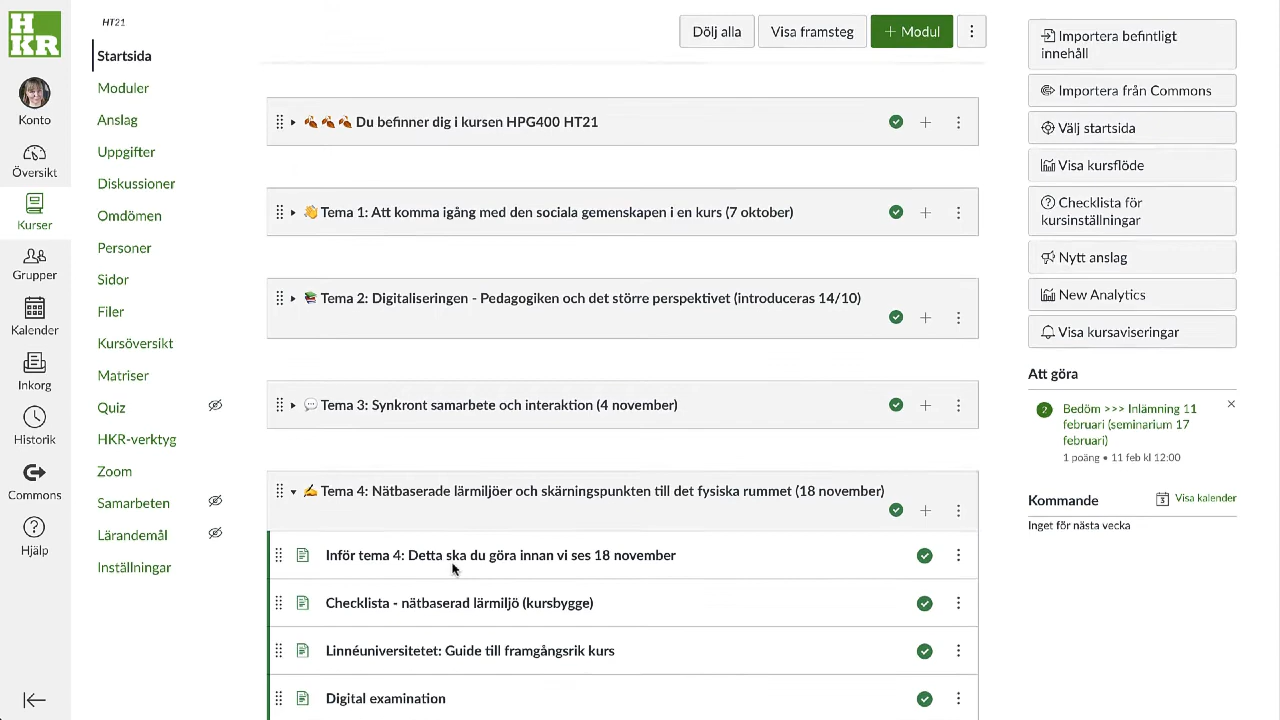 HKR
Konto
Översikt
Kurser
Grupper
Kalender
Inkorg
Historik
Commons
Hjälp
HT21
Startsida
Moduler
Anslag
Uppgifter
Diskussioner
Omdömen
Personer
Sidor
Filer
Kursöversikt
Matriser
Quiz
HKR-verktyg
Zoom
Samarbeten
Lärandemål
Inställningar
Dölj alla
Visa framsteg
+ Modul
Du befinner dig i kursen HPG400 HT21
Tema 1: Att komma igång med den sociala gemenskapen i en kurs (7 oktober)
Tema 2: Digitaliseringen - Pedagogiken och det större perspektivet (introduceras 14/10)
Tema 3: Synkront samarbete och interaktion (4 november)
Tema 4: Nätbaserade lärmiljöer och skärningspunkten till det fysiska rummet (18 november)
Inför tema 4: Detta ska du göra innan vi ses 18 november
Checklista - nätbaserad lärmiljö (kursbygge)
Linnéuniversitetet: Guide till framgångsrik kurs
Digital examination
Importera befintligt
innehåll
Importera från Commons
Välj startsida
Visa kursflöde
Checklista för
kursinställningar
Nytt anslag
New Analytics
Visa kursaviseringar
Att göra
2
Bedöm >>> Inlämning 11
februari (seminarium 17
februari)
1 poäng • 11 feb kl 12:00
Kommande
Visa kalender
Inget för nästa vecka